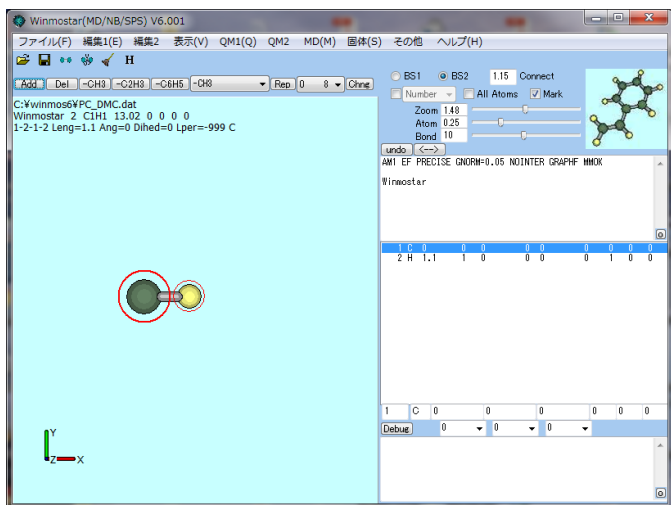 Winmostar(MD/NB/SPS) V6.001
ファイル(F) 編集1(E) 編集2 表示(V) QM1(Q) QM2 MD(M) 固体(S) その他 ヘルプ(H)
H
Add Del -CH3 -C2H3 -C6H5 -CH3 Rep 0 8 Chng
BS1 BS2 1.15 Connect
Number All Atoms Mark
Zoom 1.48
Atom 0.25
Bond 10
undo <-->
C:¥winmos6¥PC_DMC.dat
Winmostar 2 C1H1 13.02 0 0 0 0
1-2-1-2 Leng=1.1 Ang=0 Dihed=0 Lper=-999 C
AM1 EF PRECISE GNORM=0.05 NOINTER GRAPHF MMOK
Winmostar
1 C 0 0 0 0 0 0 0 0
2 H 1.1 1 0 0 0 0 1 0 0
1 C 0 0 0 0 0 0
Debug 0 0 0
Y
Z X